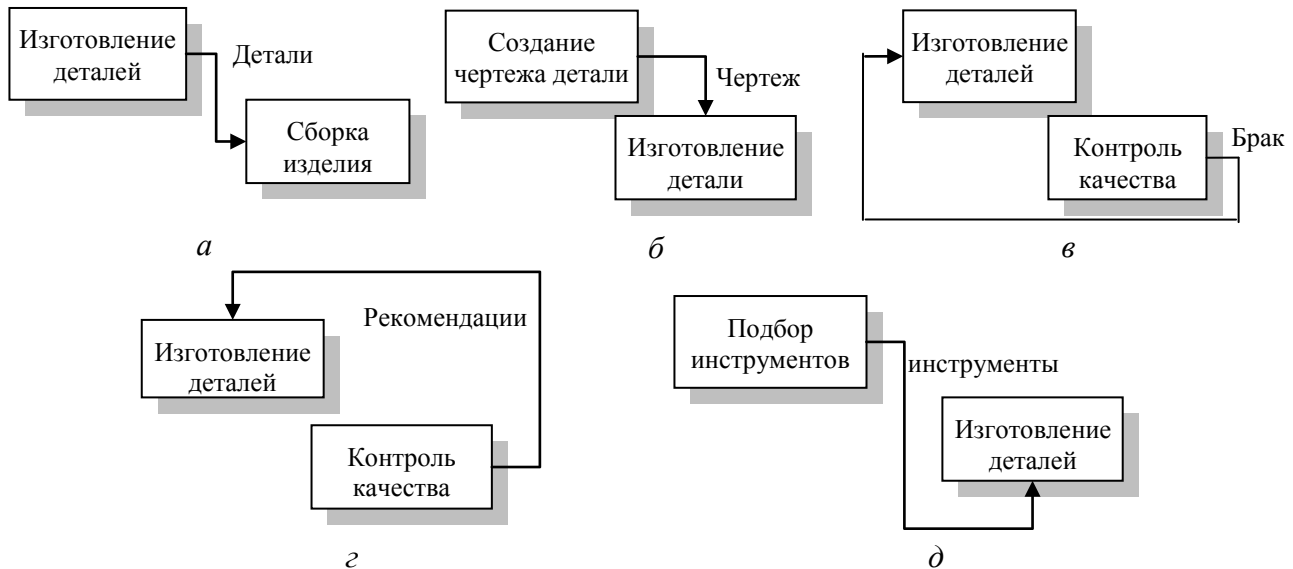 Изготовление
деталей
Детали
Сборка
изделия
а
Создание
чертежа детали
Чертеж
Изготовление
детали
б
Изготовление
деталей
Контроль
качества
Брак
в
Изготовление
деталей
Рекомендации
Контроль
качества
г
Подбор
инструментов
инструменты
Изготовление
деталей
д